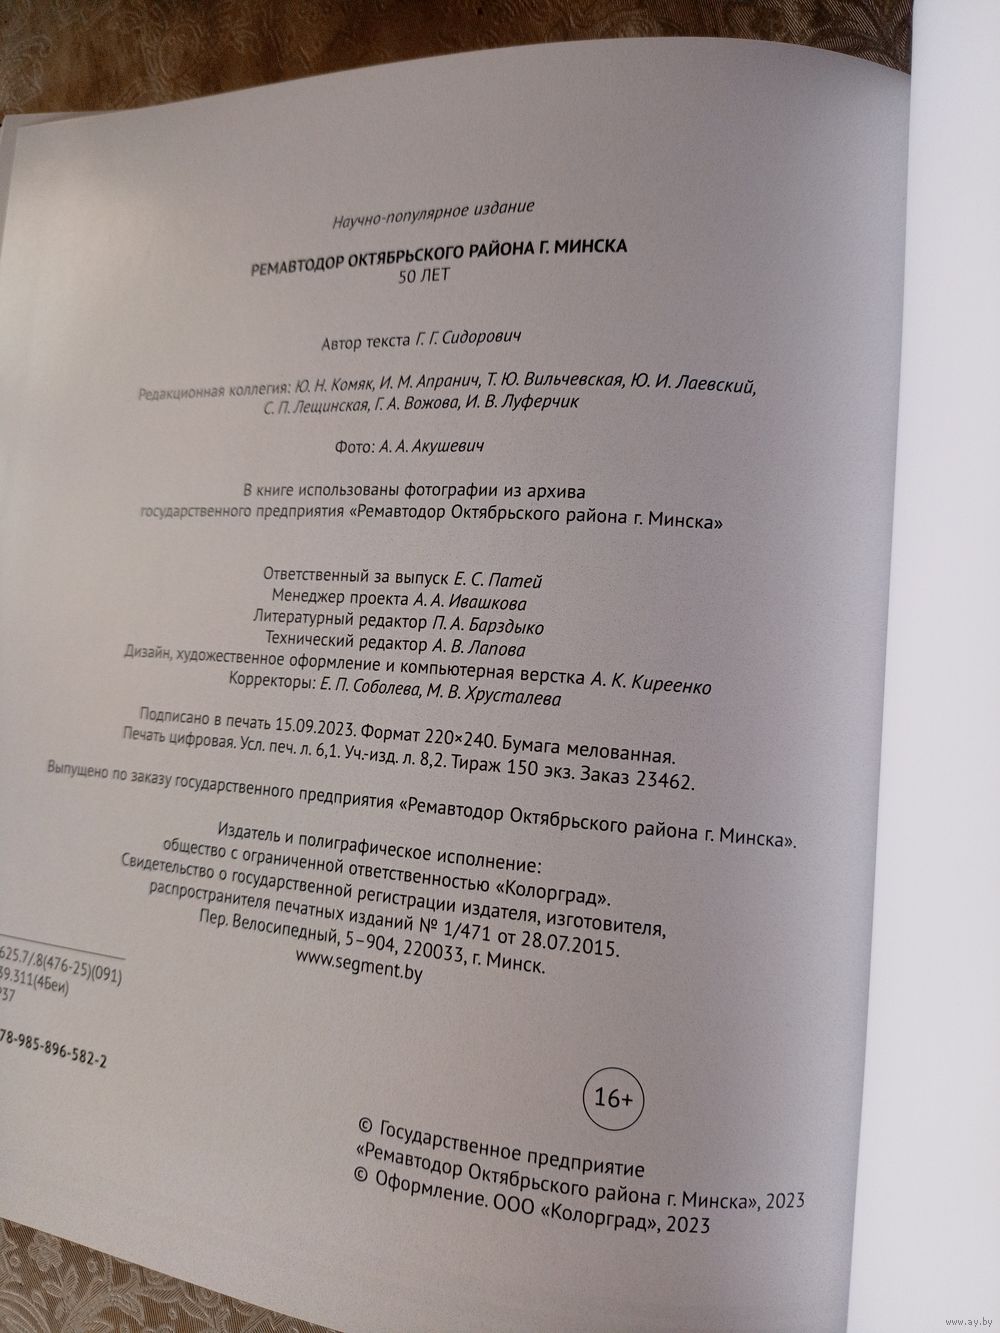 Научно-популярное издание
РЕМАВТОДОР ОКТЯБРЬСКОГО РАЙОНА Г. МИНСКА
50 ЛЕТ
Автор текста Г. Г. Сидорович
Редакционная коллегия: Ю. Н. Комяк, И. М. Апранич, Т. Ю. Вильчевская, Ю. И. Лаевский,
С. П. Лещинская, Г. А. Вожова, И. В. Луферчик
Фото: А. А. Акушевич
В книге использованы фотографии из архива
государственного предприятия «Ремавтодор Октябрьского района г. Минска»
Ответственный за выпуск Е. С. Патей
Менеджер проекта А. А. Ивашкова
Литературный редактор П. А. Барздыко
Технический редактор А. В. Лапова
Дизайн, художественное оформление и компьютерная верстка А. К. Киреенко
Корректоры: Е. П. Соболева, М. В. Хрусталева
Подписано в печать 15.09.2023. Формат 220×240. Бумага мелованная.
Печать цифровая. Усл. печ. л. 6,1. Уч.-изд. л. 8,2. Тираж 150 экз. Заказ 23462.
Выпущено по заказу государственного предприятия «Ремавтодор Октябрьского района г. Минска».
Издатель и полиграфическое исполнение:
общество с ограниченной ответственностью «Колорград».
Свидетельство о государственной регистрации издателя, изготовителя,
распространителя печатных изданий № 1/471 от 28.07.2015.
Пер. Велосипедный, 5–904, 220033, г. Минск.
www.segment.by
625.7/.8(476-25)(091)
39.311(4Беи)
Р37
78-985-896-582-2
16+
© Государственное предприятие
«Ремавтодор Октябрьского района г. Минска», 2023
© Оформление. ООО «Колорград», 2023
www.ay.by